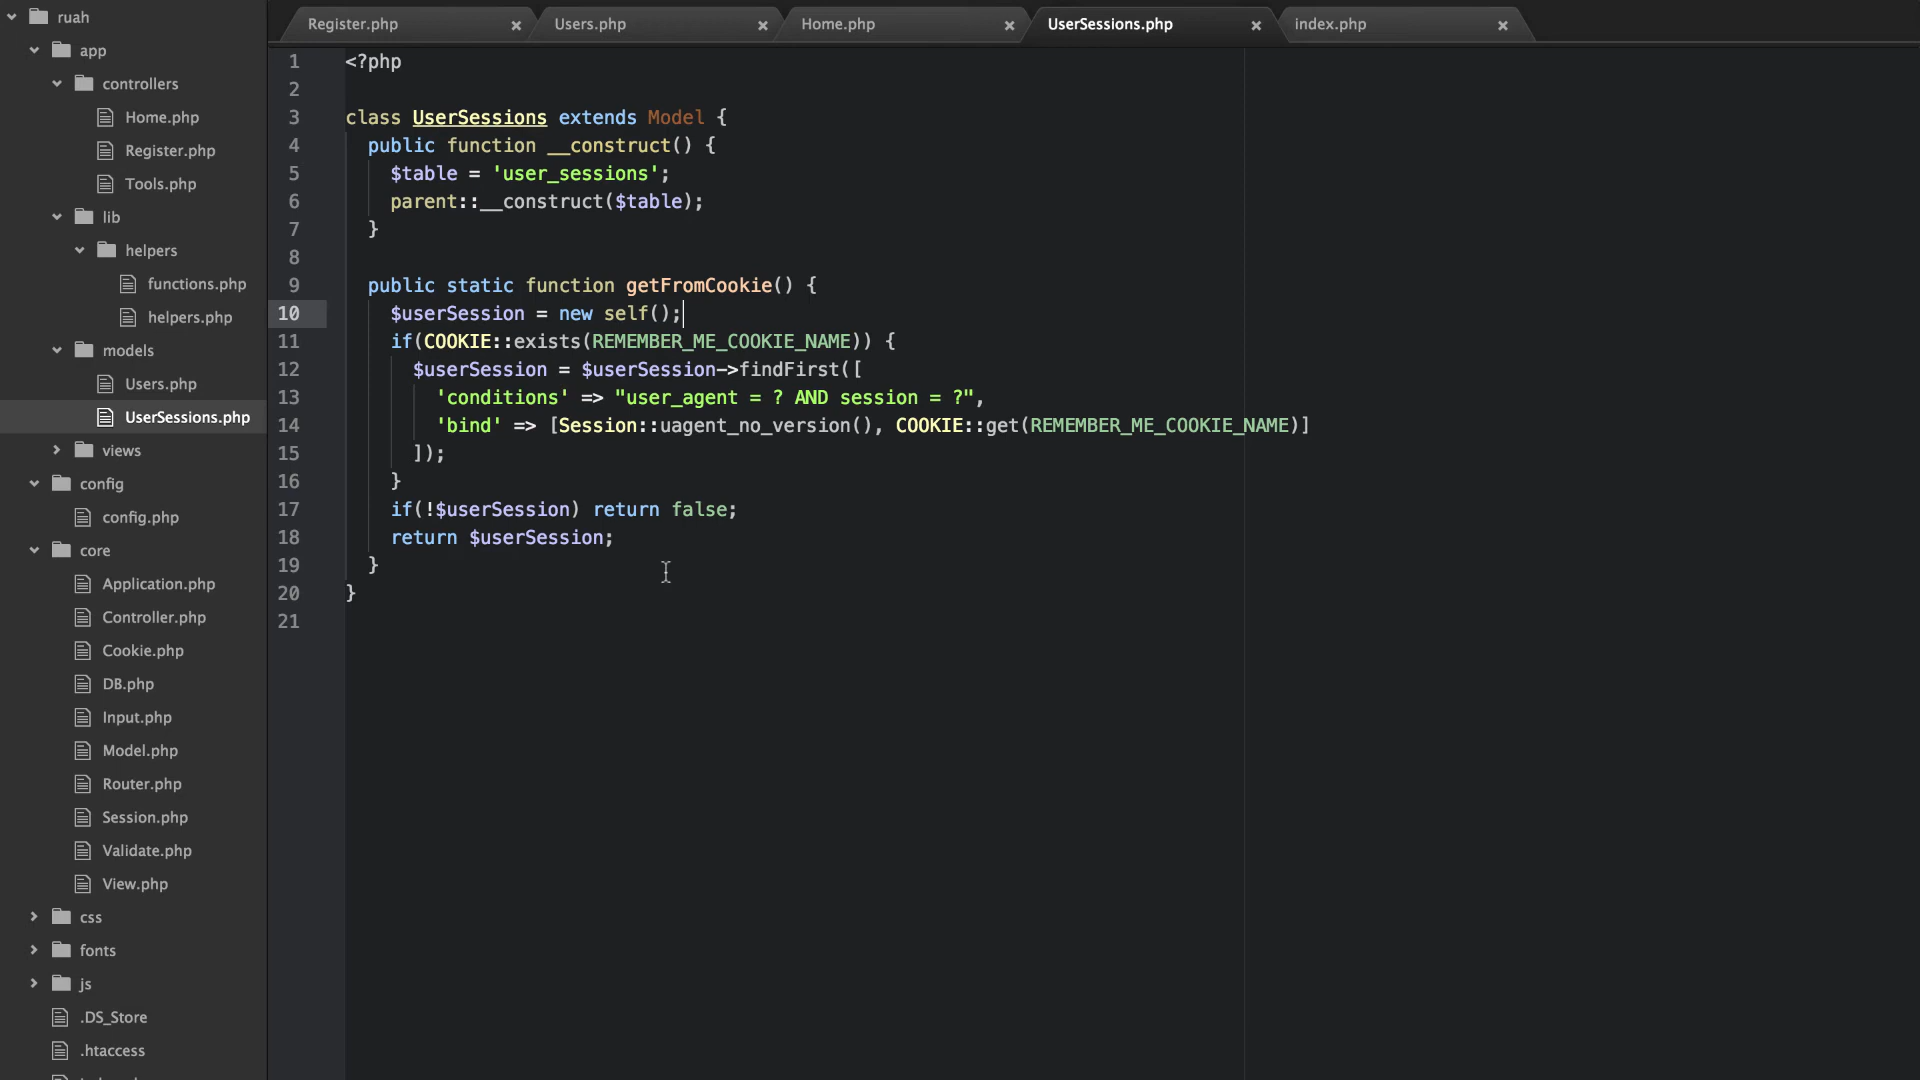 ruah
app
controllers
Home.php
Register.php
Tools.php
lib
helpers
functions.php
helpers.php
models
Users.php
UserSessions.php
views
config
config.php
core
Application.php
Controller.php
Cookie.php
DB.php
Input.php
Model.php
Router.php
Session.php
Validate.php
View.php
css
fonts
js
.DS_Store
.htaccess
Register.php × Users.php × Home.php × UserSessions.php × index.php ×
1 <?php
2
3 class UserSessions extends Model {
4 public function __construct() {
5 $table = 'user_sessions';
6 parent::__construct($table);
7 }
8
9 public static function getFromCookie() {
10 $userSession = new self();
11 if(COOKIE::exists(REMEMBER_ME_COOKIE_NAME)) {
12 $userSession = $userSession->findFirst([
13 'conditions' => "user_agent = ? AND session = ?",
14 'bind' => [Session::uagent_no_version(), COOKIE::get(REMEMBER_ME_COOKIE_NAME)]
15 ]);
16 }
17 if(!$userSession) return false;
18 return $userSession;
19 }
20 }
21